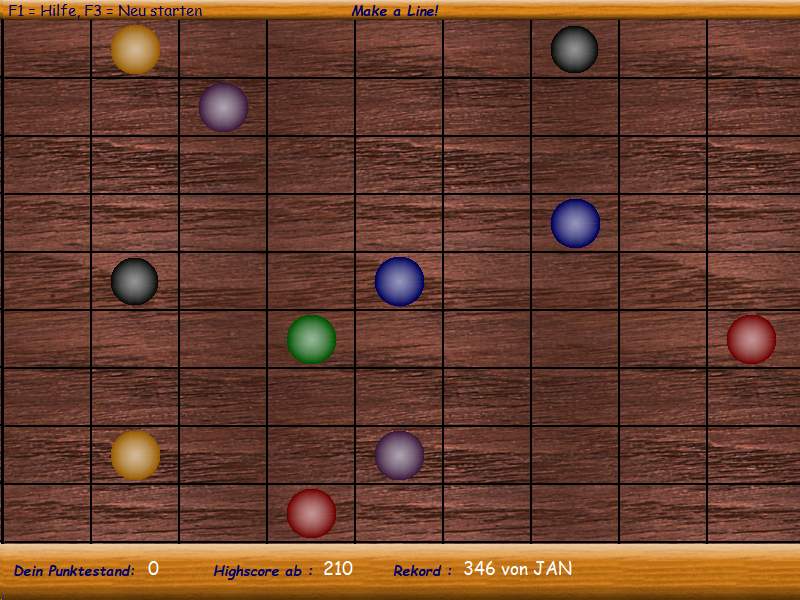 F1 = Hilfe, F3 = Neu starten Make a Line!
Dein Punktestand: 0 Highscore ab : 210 Rekord : 346 von JAN